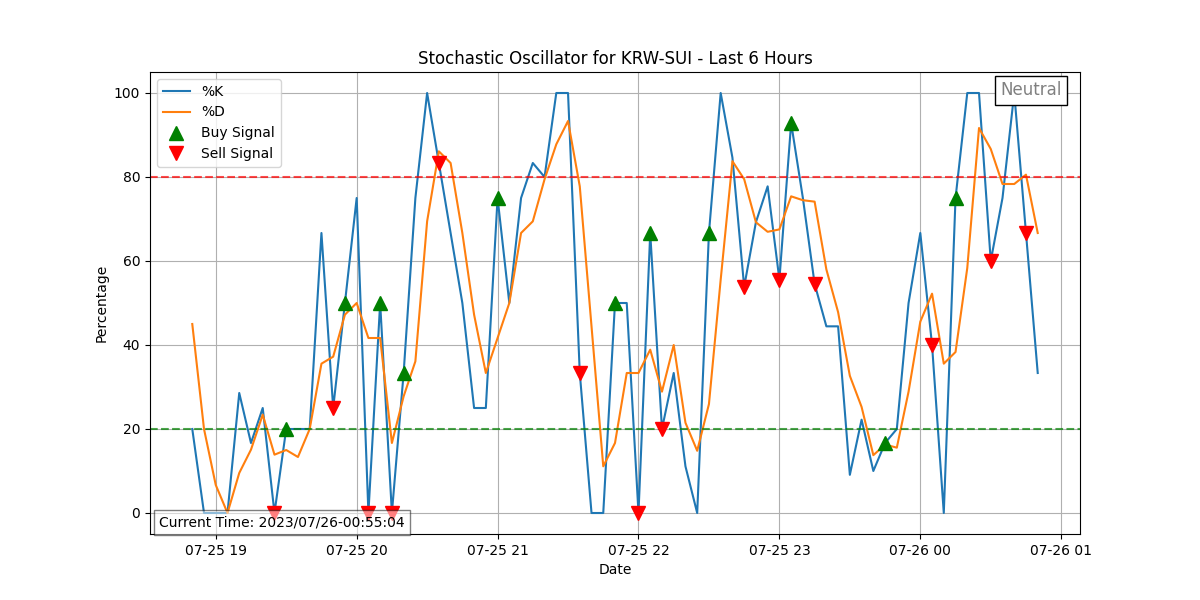 Stochastic Oscillator for KRW-SUI - Last 6 Hours
%K
%D
Buy Signal
Sell Signal
Neutral
100
80
60
40
20
0
Percentage
Current Time: 2023/07/26-00:55:04
07-25 19
07-25 20
07-25 21
07-25 22
07-25 23
07-26 00
07-26 01
Date